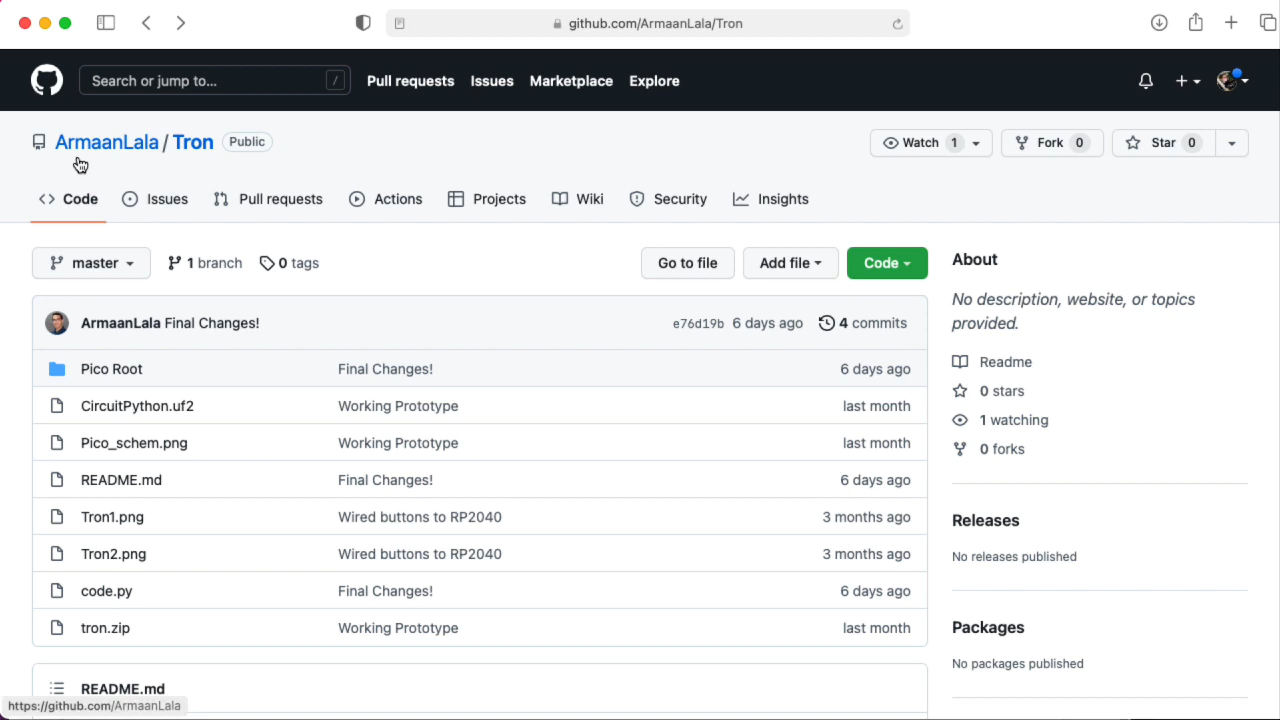 github.com/ArmaanLala/Tron
Search or jump to... /
Pull requests Issues Marketplace Explore
ArmaanLala / Tron Public
Watch 1 Fork 0 Star 0
Code Issues Pull requests Actions Projects Wiki Security Insights
master 1 branch 0 tags Go to file Add file Code
ArmaanLala Final Changes! e76d19b 6 days ago 4 commits
Pico Root Final Changes! 6 days ago
CircuitPython.uf2 Working Prototype last month
Pico_schem.png Working Prototype last month
README.md Final Changes! 6 days ago
Tron1.png Wired buttons to RP2040 3 months ago
Tron2.png Wired buttons to RP2040 3 months ago
code.py Final Changes! 6 days ago
tron.zip Working Prototype last month
README.md
About
No description, website, or topics
provided.
Readme
0 stars
1 watching
0 forks
Releases
No releases published
Packages
No packages published
https://github.com/ArmaanLala